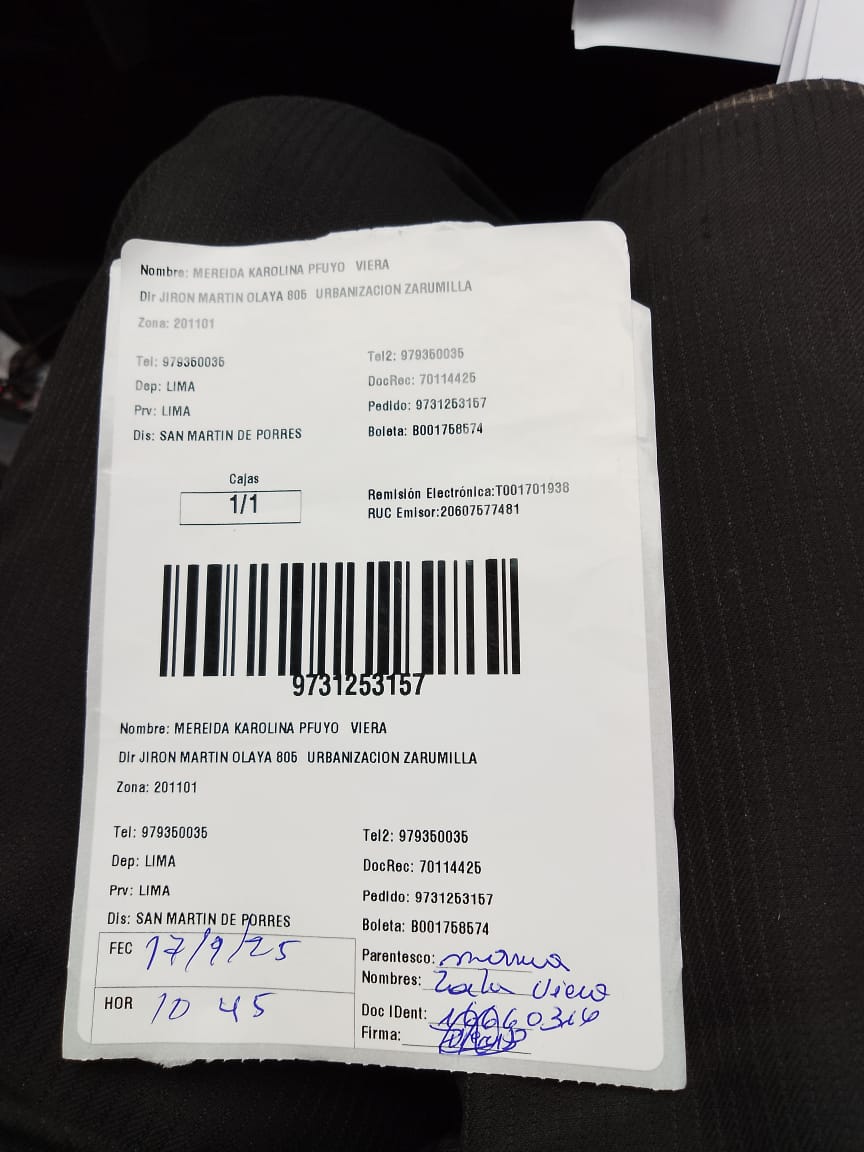 Nombre: MEREIDA KAROLINA PFUYO VIERA
Dir JIRON MARTIN OLAYA 805 URBANIZACION ZARUMILLA
Zona: 201101
Tel: 979350035 Tel2: 979350035
Dep: LIMA DocRec: 70114425
Prv: LIMA Pedido: 9731253157
Dis: SAN MARTIN DE PORRES Boleta: B001758574
Cajas
1/1
Remisión Electrónica:T001701938
RUC Emisor:20607577481
9731253157
Nombre: MEREIDA KAROLINA PFUYO VIERA
Dir JIRON MARTIN OLAYA 805 URBANIZACION ZARUMILLA
Zona: 201101
Tel: 979350035 Tel2: 979350035
Dep: LIMA DocRec: 70114425
Prv: LIMA Pedido: 9731253157
Dis: SAN MARTIN DE PORRES Boleta: B001758574
FEC 17/9/25 Parentesco:
Nombres: Viera
HOR 10 45 Doc IDent:
Firma: